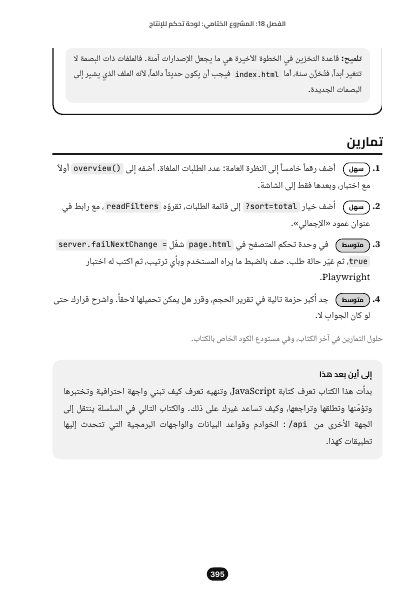 الفصل 18: المشروع الختامي: لوحة تحكم للإنتاج
تلميح: قاعدة التخزين في الخطوة الأخيرة هي ما يجعل الإصدارات آمنة. فالملفات ذات البصمة لا
تتغير أبداً، فتُخزَّن سنة، أما index.html فيجب أن يكون حديثاً دائماً، لأنه الملف الذي يشير إلى
البصمات الجديدة.
تمارين
1. سهل أضف رقماً خامساً إلى النظرة العامة: عدد الطلبات الملغاة. أضفه إلى overview() أولاً
مع اختبار، وبعدها فقط إلى الشاشة.
2. سهل أضف خيار ?sort=total إلى قائمة الطلبات، تقرؤه readFilters، مع رابط في
عنوان عمود «الإجمالي».
3. متوسط في وحدة تحكم المتصفح في page.html شغّل server.failNextChange =
true، ثم غيّر حالة طلب. صف بالضبط ما يراه المستخدم وبأي ترتيب، ثم اكتب له اختبار
Playwright.
4. متوسط جد أكبر حزمة تالية في تقرير الحجم، وقرر هل يمكن تحميلها لاحقاً. واشرح قرارك حتى
لو كان الجواب لا.
حلول التمارين في آخر الكتاب، وفي مستودع الكود الخاص بالكتاب.
إلى أين بعد هذا
بدأت هذا الكتاب تعرف كتابة JavaScript، وتنهيه تعرف كيف تبني واجهة احترافية وتختبرها
وتؤمّنها وتطلقها وتراجعها، وكيف تساعد غيرك على ذلك. والكتاب التالي في السلسلة ينتقل إلى
الجهة الأخرى من /api: الخوادم وقواعد البيانات والواجهات البرمجية التي تتحدث إليها
تطبيقات كهذا.
395